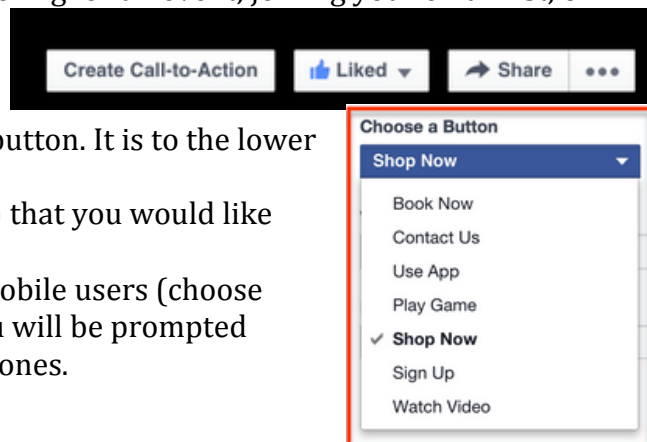 Create Call-to-Action Liked Share
button. It is to the lower
that you would like
mobile users (choose
will be prompted
Choose a Button
Shop Now
Book Now
Contact Us
Use App
Play Game
Shop Now
Sign Up
Watch Video